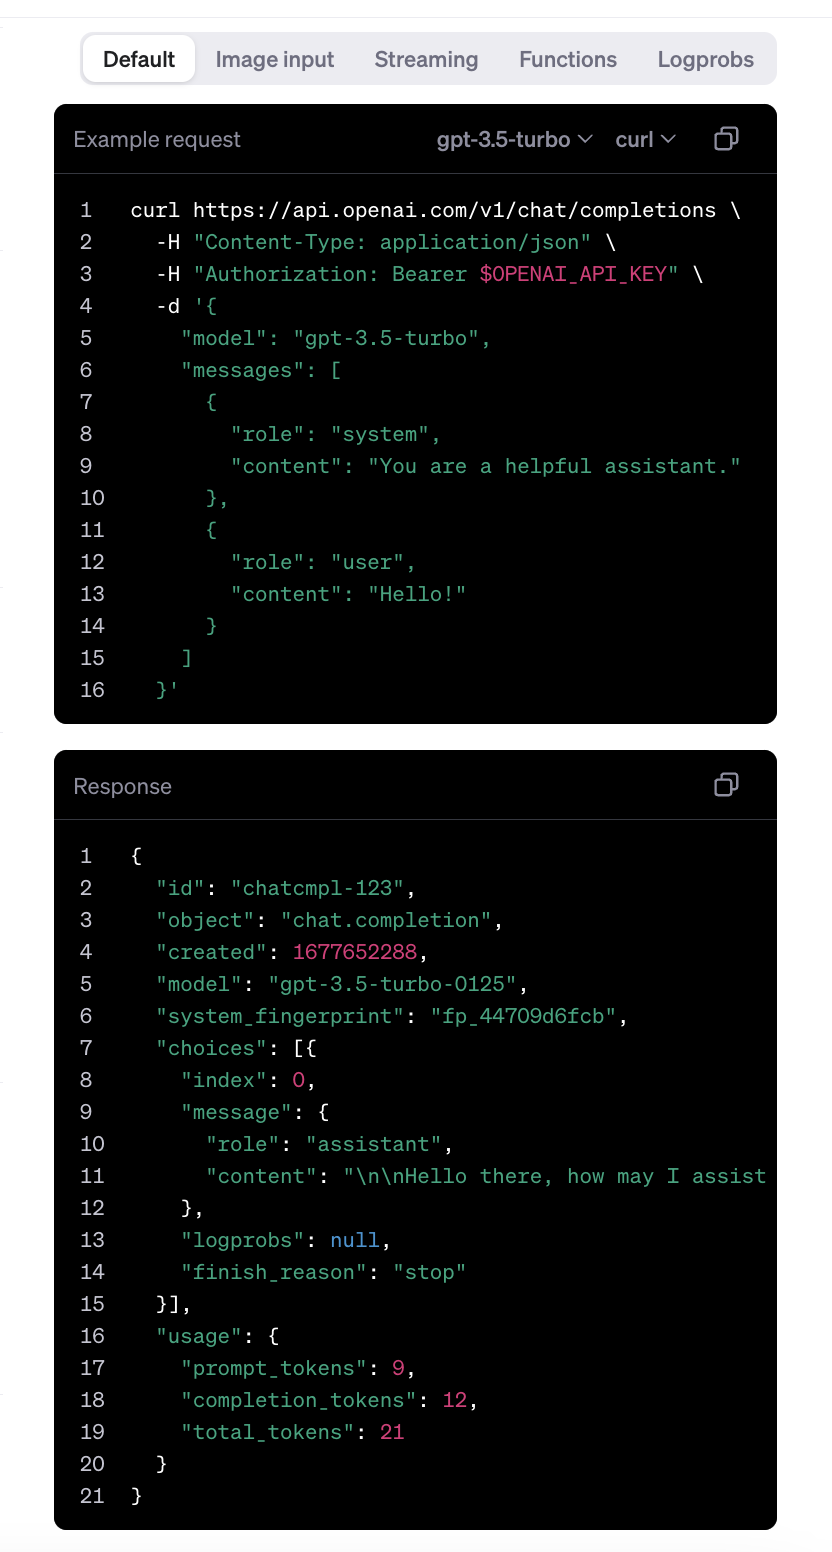 Default Image input Streaming Functions Logprobs
Example request gpt-3.5-turbo curl
1 curl https://api.openai.com/v1/chat/completions \
2   -H "Content-Type: application/json" \
3   -H "Authorization: Bearer $OPENAI_API_KEY" \
4   -d '{
5     "model": "gpt-3.5-turbo",
6     "messages": [
7       {
8         "role": "system",
9         "content": "You are a helpful assistant."
10       },
11       {
12         "role": "user",
13         "content": "Hello!"
14       }
15     ]
16   }'
Response
1 {
2   "id": "chatcmpl-123",
3   "object": "chat.completion",
4   "created": 1677652288,
5   "model": "gpt-3.5-turbo-0125",
6   "system_fingerprint": "fp_44709d6fcb",
7   "choices": [{
8     "index": 0,
9     "message": {
10       "role": "assistant",
11       "content": "\n\nHello there, how may I assist
12     },
13     "logprobs": null,
14     "finish_reason": "stop"
15   }],
16   "usage": {
17     "prompt_tokens": 9,
18     "completion_tokens": 12,
19     "total_tokens": 21
20   }
21 }